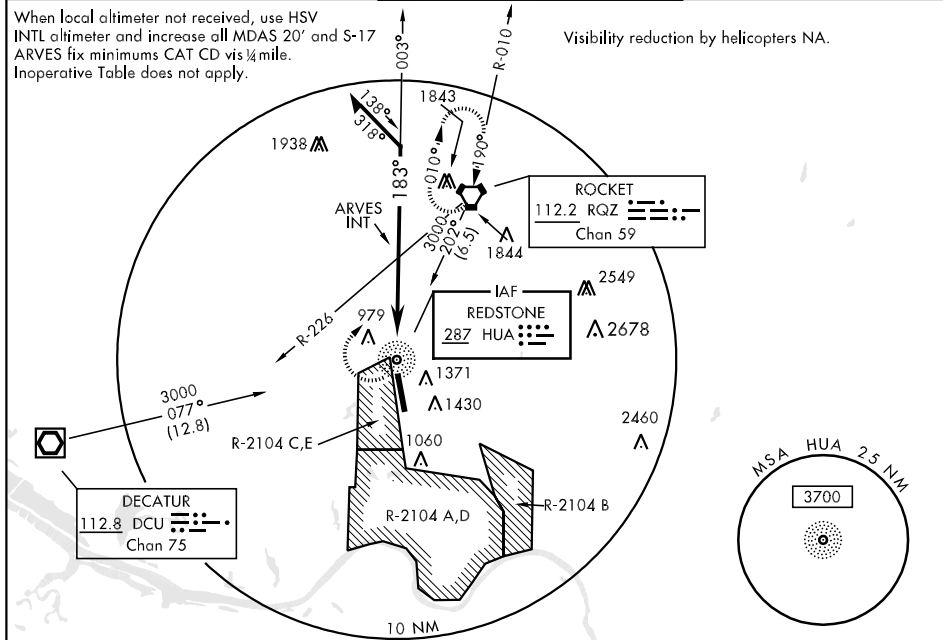 When local altimeter not received, use HSV
INTL altimeter and increase all MDAS 20' and S-17
ARVES fix minimums CAT CD vis ¼ mile.
Inoperative Table does not apply.
Visibility reduction by helicopters NA.
003°
R-010
138°
318°
1843
1938
183°
010°
190°
ROCKET
112.2 RQZ
Chan 59
ARVES
INT
3000
202°
(6.5)
1844
IAF
REDSTONE
287 HUA
2549
2678
R-226
979
1371
1430
3000
077°
(12.8)
R-2104 C,E
1060
2460
DECATUR
112.8 DCU
Chan 75
R-2104 A,D
R-2104 B
10 NM
MSA HUA 25 NM
3700